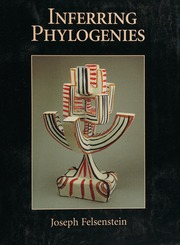 INFERRING
PHYLOGENIES
Joseph Felsenstein